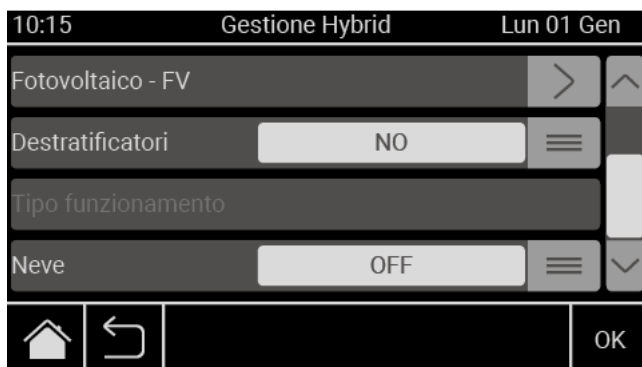 10:15 Gestione Hybrid Lun 01 Gen
Fotovoltaico - FV
Destratificatori NO
Tipo funzionamento
Neve OFF
OK